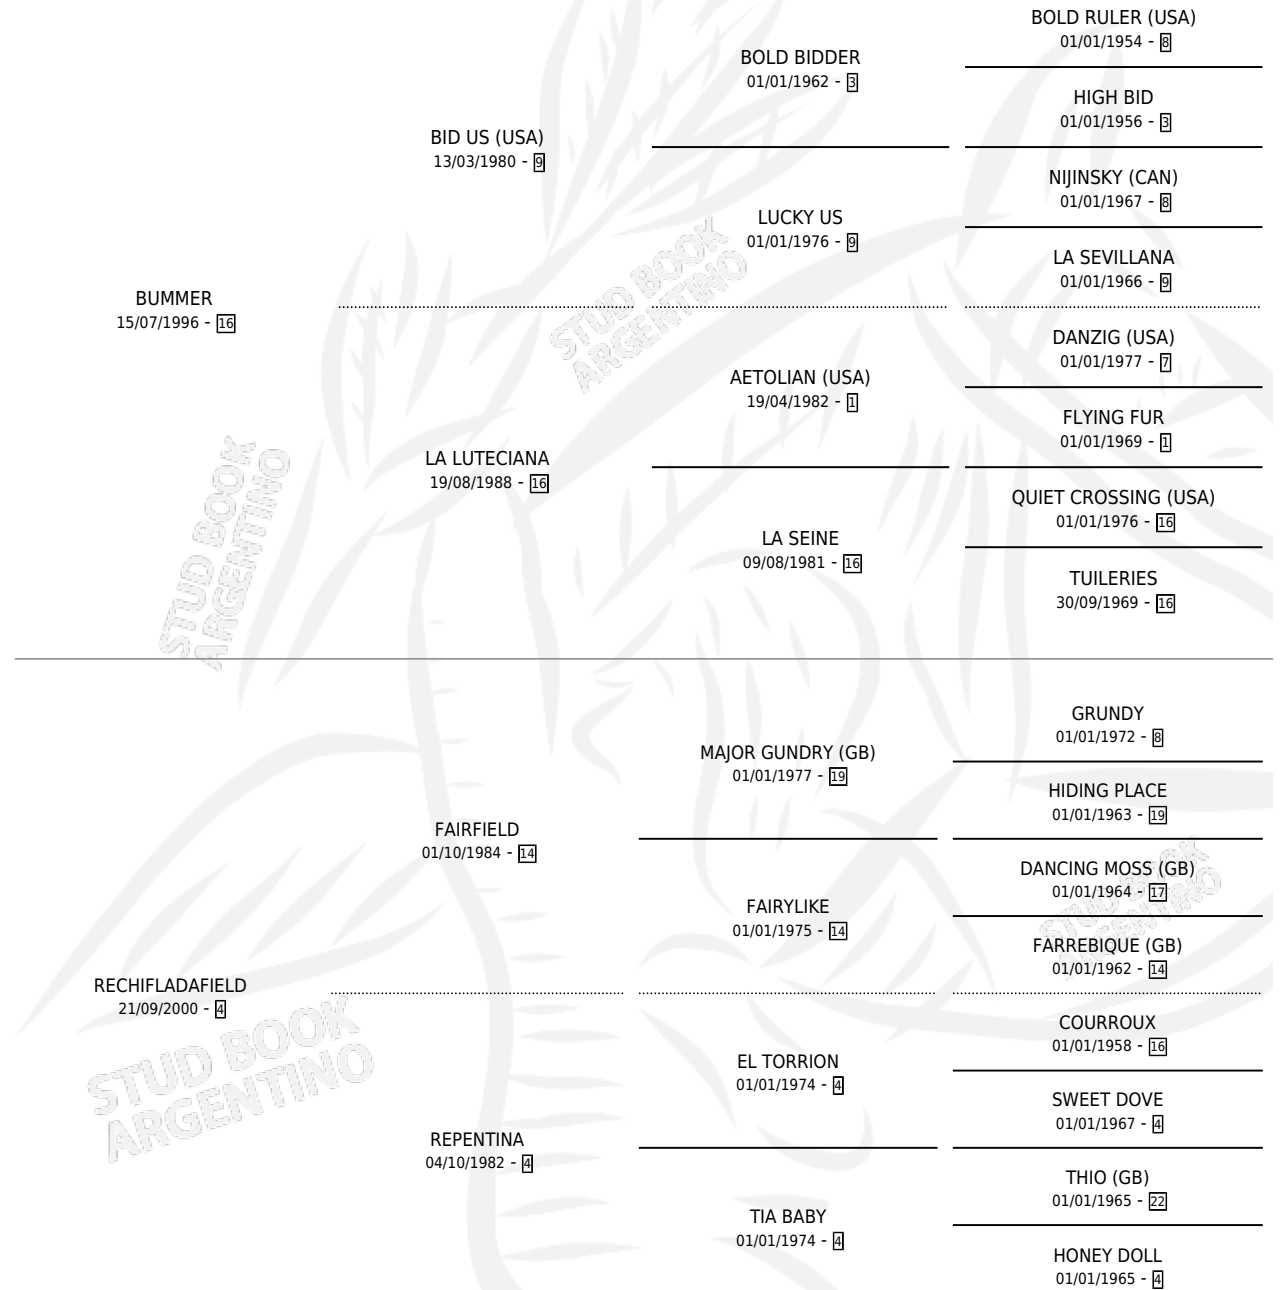 BOLD RULER (USA)
01/01/1954 - 8
BOLD BIDDER
01/01/1962 - 3
HIGH BID
01/01/1956 - 3
BID US (USA)
13/03/1980 - 9
NIJINSKY (CAN)
01/01/1967 - 8
LUCKY US
01/01/1976 - 9
LA SEVILLANA
01/01/1966 - 9
BUMMER
15/07/1996 - 16
STUD BOOK
ARGENTINO
DANZIG (USA)
01/01/1977 - 7
AETOLIAN (USA)
19/04/1982 - 1
FLYING FUR
01/01/1969 - 1
LA LUTECIANA
19/08/1988 - 16
QUIET CROSSING (USA)
01/01/1976 - 16
LA SEINE
09/08/1981 - 16
TUILERIES
30/09/1969 - 16
STUD BOOK
ARGENTINO
GRUNDY
01/01/1972 - 8
MAJOR GUNDRY (GB)
01/01/1977 - 19
HIDING PLACE
01/01/1963 - 19
FAIRFIELD
01/10/1984 - 14
DANCING MOSS (GB)
01/01/1964 - 17
FAIRYLIKE
01/01/1975 - 14
STUD BOOK
ARGENTINO
FARREBIQUE (GB)
01/01/1962 - 14
RECHIFLADAFIELD
21/09/2000 - 4
STUD BOOK
ARGENTINO
COURROUX
01/01/1958 - 16
EL TORRION
01/01/1974 - 4
SWEET DOVE
01/01/1967 - 4
REPENTINA
04/10/1982 - 4
THIO (GB)
01/01/1965 - 22
TIA BABY
01/01/1974 - 4
HONEY DOLL
01/01/1965 - 4